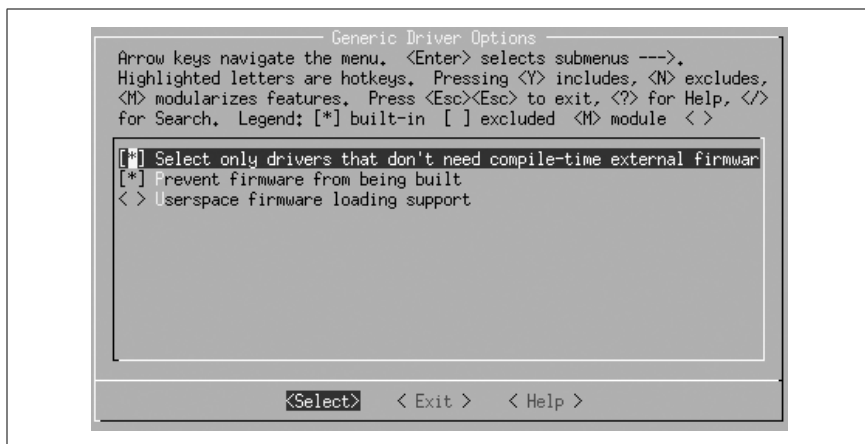 Generic Driver Options
Arrow keys navigate the menu. <Enter> selects submenus --->.
Highlighted letters are hotkeys. Pressing <Y> includes, <N> excludes,
<M> modularizes features. Press <Esc><Esc> to exit, <?> for Help, </>
for Search. Legend: [*] built-in [ ] excluded <M> module < >
[*] Select only drivers that don't need compile-time external firmwar
[*] Prevent firmware from being built
< > Userspace firmware loading support
<Select> < Exit > < Help >